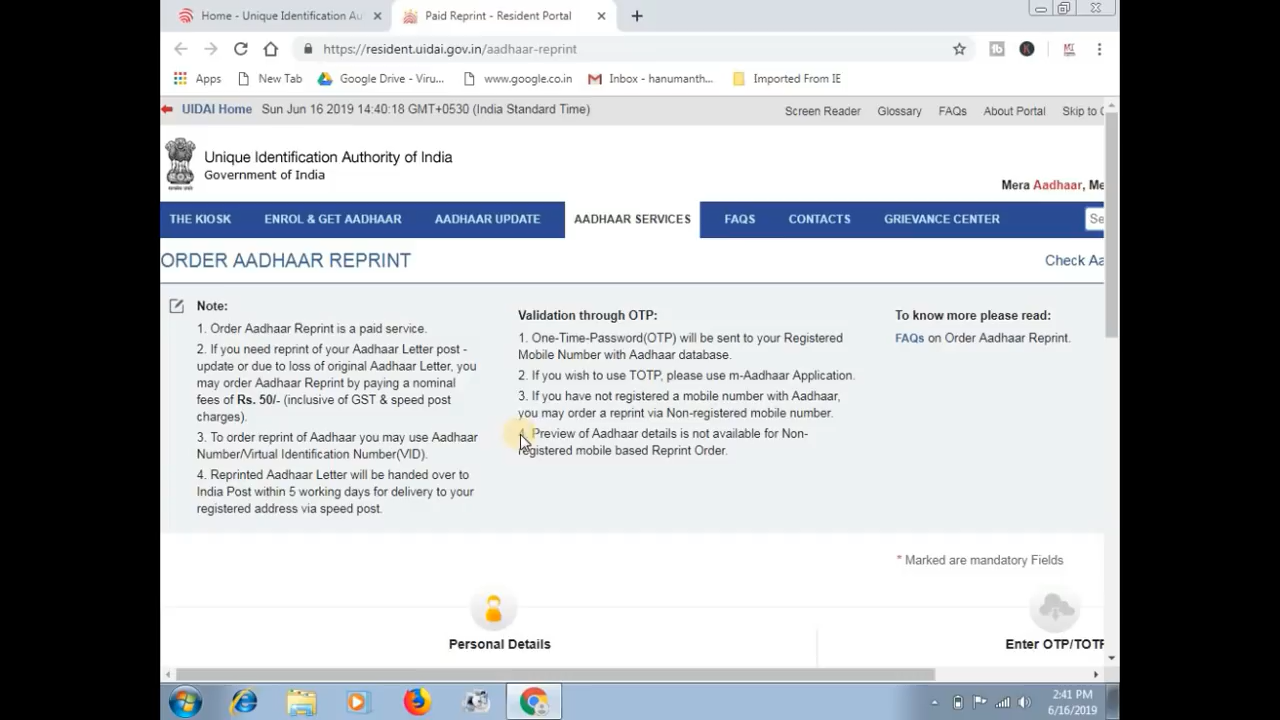 Home - Unique Identification Au
Paid Reprint - Resident Portal
https://resident.uidai.gov.in/aadhaar-reprint
Apps
New Tab
Google Drive - Viru...
www.google.co.in
Inbox - hanumanth...
Imported From IE
UIDAI Home
Sun Jun 16 2019 14:40:18 GMT+0530 (India Standard Time)
Screen Reader
Glossary
FAQs
About Portal
Skip to C
Unique Identification Authority of India
Government of India
Mera Aadhaar, Me
THE KIOSK
ENROL & GET AADHAAR
AADHAAR UPDATE
AADHAAR SERVICES
FAQS
CONTACTS
GRIEVANCE CENTER
Se
ORDER AADHAAR REPRINT
Check Aa
Note:
1. Order Aadhaar Reprint is a paid service.
2. If you need reprint of your Aadhaar Letter post -
update or due to loss of original Aadhaar Letter, you
may order Aadhaar Reprint by paying a nominal
fees of Rs. 50/- (inclusive of GST & speed post
charges).
3. To order reprint of Aadhaar you may use Aadhaar
Number/Virtual Identification Number(VID).
4. Reprinted Aadhaar Letter will be handed over to
India Post within 5 working days for delivery to your
registered address via speed post.
Validation through OTP:
1. One-Time-Password(OTP) will be sent to your Registered
Mobile Number with Aadhaar database.
2. If you wish to use TOTP, please use m-Aadhaar Application.
3. If you have not registered a mobile number with Aadhaar,
you may order a reprint via Non-registered mobile number.
4. Preview of Aadhaar details is not available for Non-
registered mobile based Reprint Order.
To know more please read:
FAQs on Order Aadhaar Reprint.
* Marked are mandatory Fields
Personal Details
Enter OTP/TOTP
2:41 PM
6/16/2019